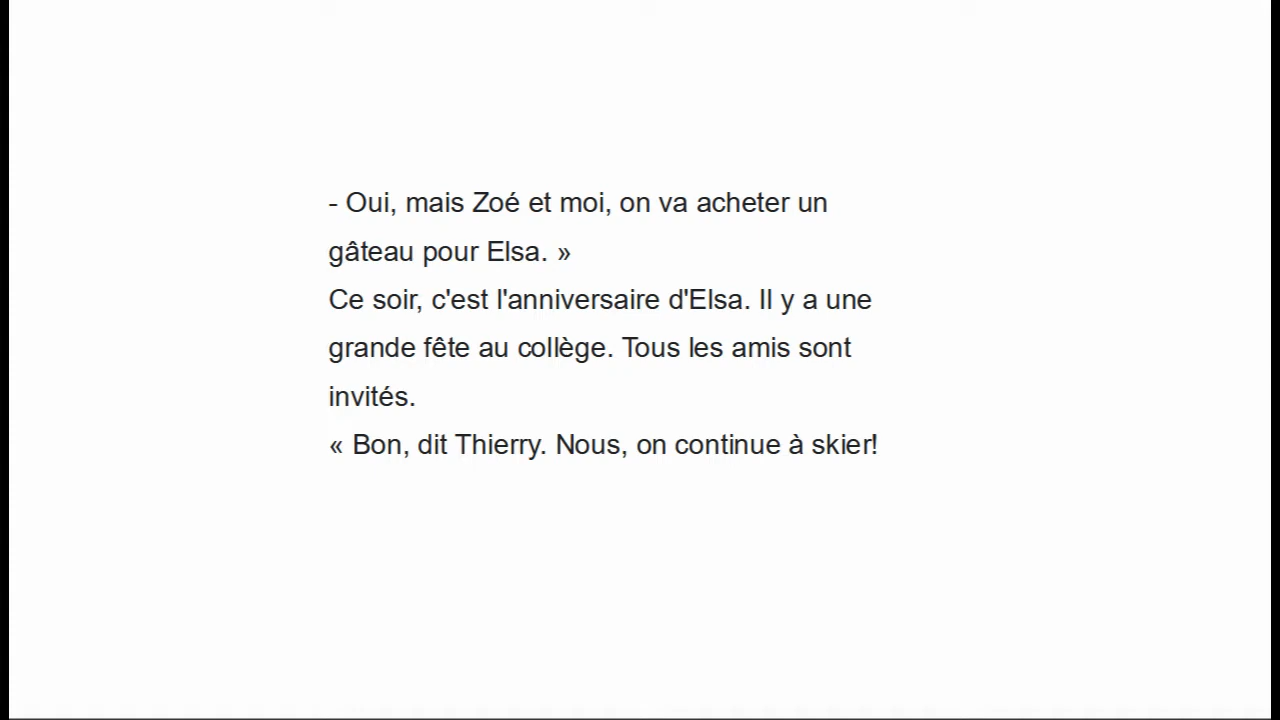 - Oui, mais Zoé et moi, on va acheter un
gâteau pour Elsa. »
Ce soir, c'est l'anniversaire d'Elsa. Il y a une
grande fête au collège. Tous les amis sont
invités.
« Bon, dit Thierry. Nous, on continue à skier!